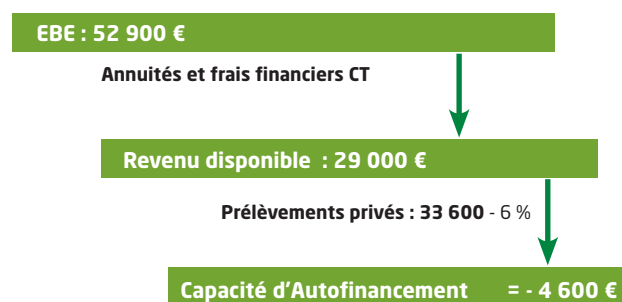 EBE : 52 900 €
Annuités et frais financiers CT
Revenu disponible : 29 000 €
Prélèvements privés : 33 600 - 6 %
Capacité d'Autofinancement = - 4 600 €